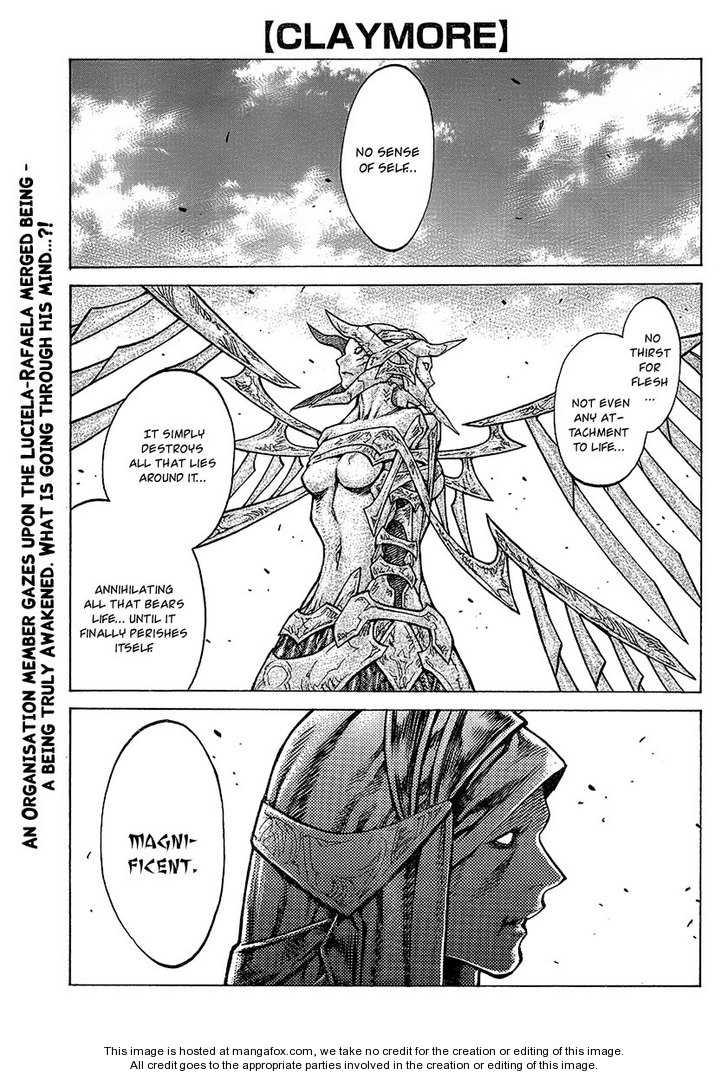 【CLAYMORE】
AN ORGANISATION MEMBER GAZES UPON THE LUCIELA-RAFAELA MERGED BEING -
A BEING TRULY AWAKENED. WHAT IS GOING THROUGH HIS MIND...?!
NO SENSE
OF SELF..
NO
THIRST
FOR
FLESH
...
NOT EVEN
ANY AT-
TACHMENT
TO LIFE...
IT SIMPLY
DESTROYS
ALL THAT LIES
AROUND IT...
ANNIHILATING
ALL THAT BEARS
LIFE... UNTIL IT
FINALLY PERISHES
ITSELF.
MAGNI-
FICENT.
This image is hosted at mangafox.com, we take no credit for the creation or editing of this image.
All credit goes to the appropriate parties involved in the creation or editing of this image.